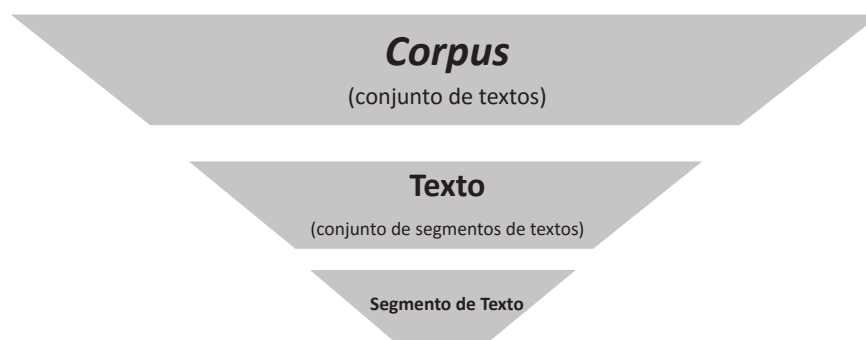 Corpus
(conjunto de textos)
Texto
(conjunto de segmentos de textos)
Segmento de Texto